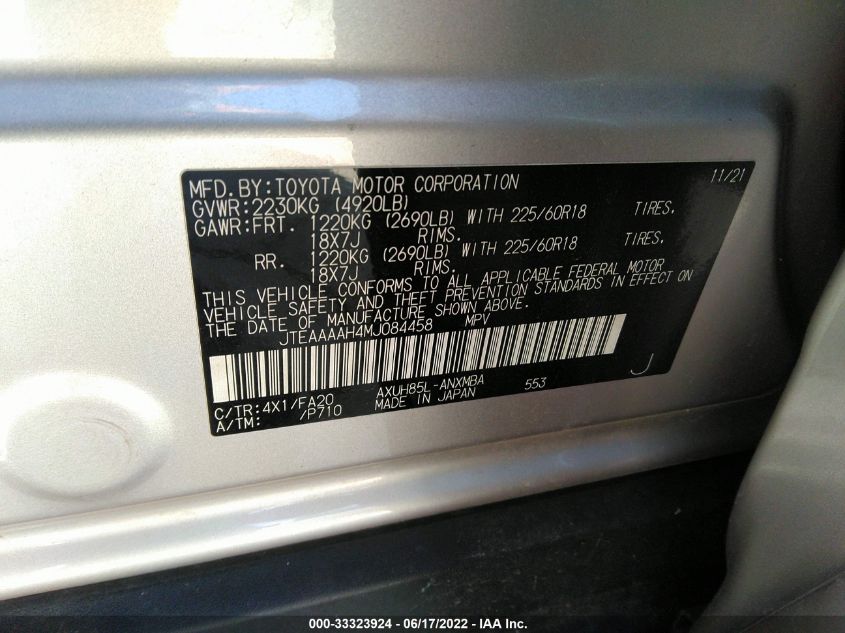 MFD.BY:TOYOTA MOTOR CORPORATION 11/21
GVWR:2230KG (4920LB)
GAWR:FRT. 1220KG (2690LB) WITH 225/60R18 TIRES.
18X7J RIMS.
RR. 1220KG (2690LB) WITH 225/60R18 TIRES.
18X7J RIMS.
THIS VEHICLE CONFORMS TO ALL APPLICABLE FEDERAL MOTOR
VEHICLE SAFETY AND THEFT PREVENTION STANDARDS IN EFFECT ON
THE DATE OF MANUFACTURE SHOWN ABOVE.
JTEAAAAH4MJ084458 MPV
C/TR:4X1/FA20 AXUH85L-ANXMBA 553 J
A/TM: /P710 MADE IN JAPAN
000-33323924 - 06/17/2022 - IAA Inc.